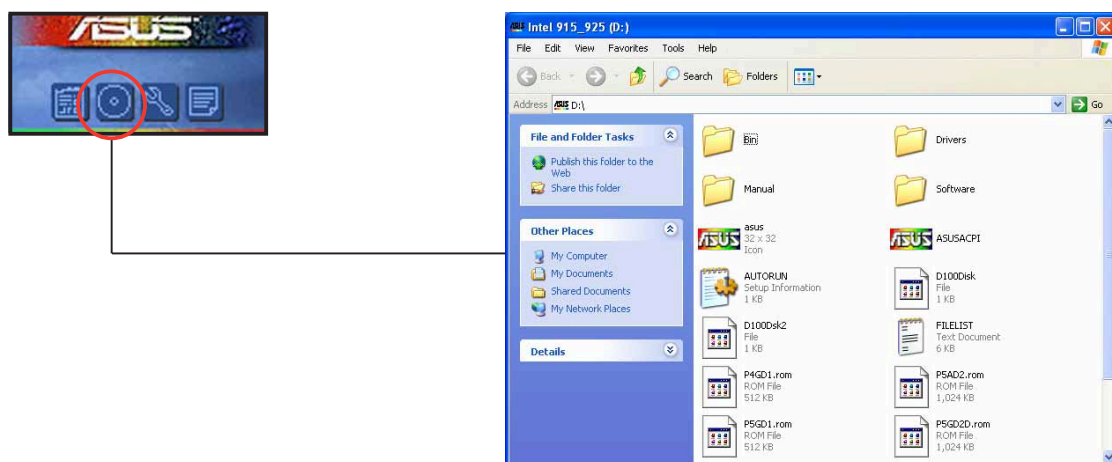 ASUS
Intel 915_925 (D:)
File Edit View Favorites Tools Help
Back Search Folders
Address D:\ Go
File and Folder Tasks
Publish this folder to the
Web
Share this folder
Other Places
My Computer
My Documents
Shared Documents
My Network Places
Details
Bin
Drivers
Manual
Software
ASUS
asus
32 x 32
Icon
ASUS
ASUSACPI
AUTORUN
Setup Information
1 KB
D100Disk
File
1 KB
D100Dsk2
File
1 KB
FILELIST
Text Document
6 KB
P4GD1.rom
ROM File
512 KB
P5AD2.rom
ROM File
1,024 KB
P5GD1.rom
ROM File
512 KB
P5GD2D.rom
ROM File
1,024 KB